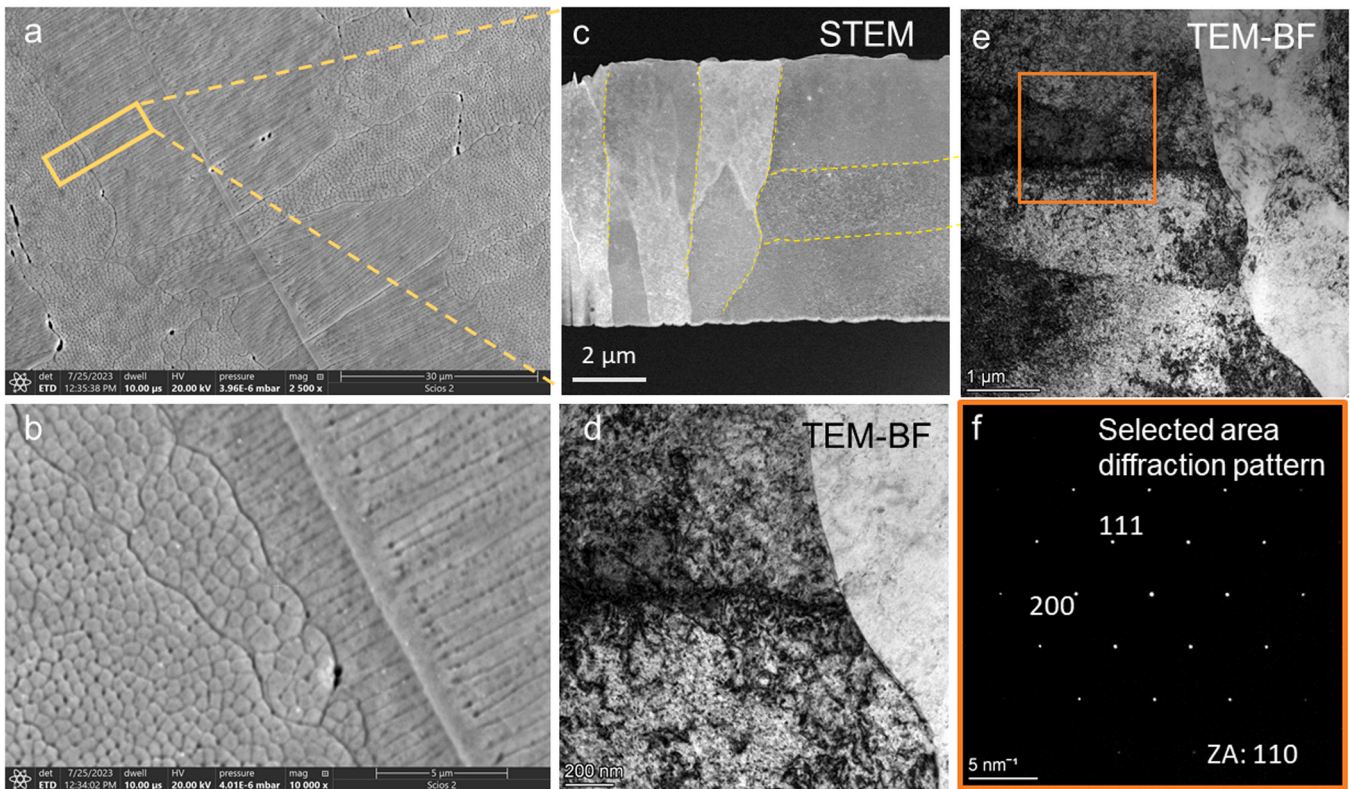 a
det 7/25/2023 dwell HV pressure mag 30 µm
ETD 12:35:38 PM 10.00 µs 20.00 kV 3.96E-6 mbar 2 500 x Scios 2
c
STEM
2 µm
e
TEM-BF
1 µm
b
det 7/25/2023 dwell HV pressure mag 5 µm
ETD 12:34:02 PM 10.00 µs 20.00 kV 4.01E-6 mbar 10 000 x Scios 2
d
TEM-BF
200 nm
f
Selected area
diffraction pattern
111
200
ZA: 110
5 nm⁻¹